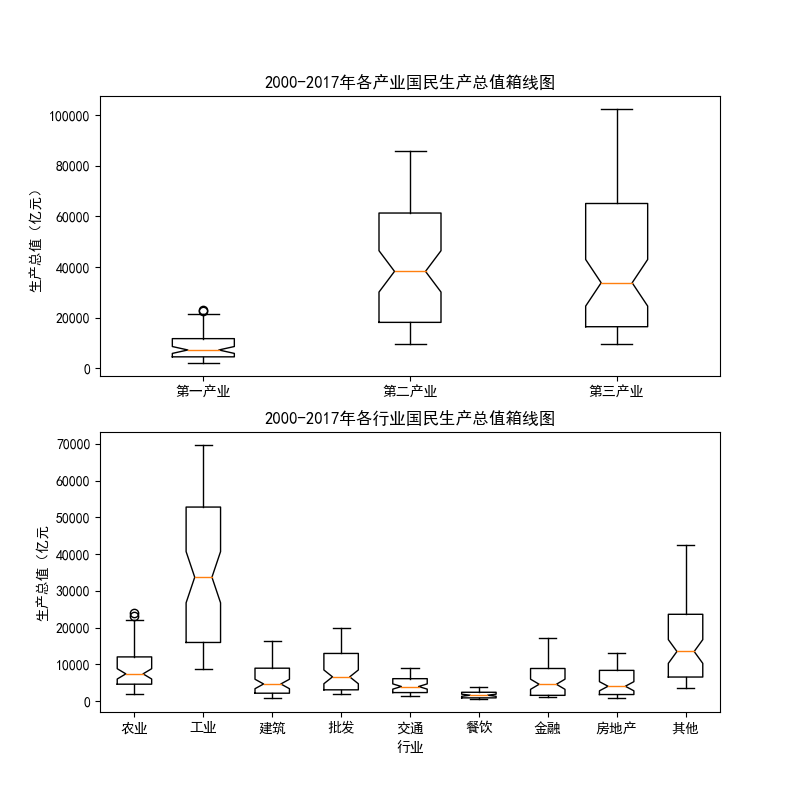 2000-2017年各产业国民生产总值箱线图
生产总值（亿元）
100000
80000
60000
40000
20000
0
第一产业 第二产业 第三产业
2000-2017年各行业国民生产总值箱线图
生产总值（亿元
70000
60000
50000
40000
30000
20000
10000
0
农业 工业 建筑 批发 交通 餐饮 金融 房地产 其他
行业